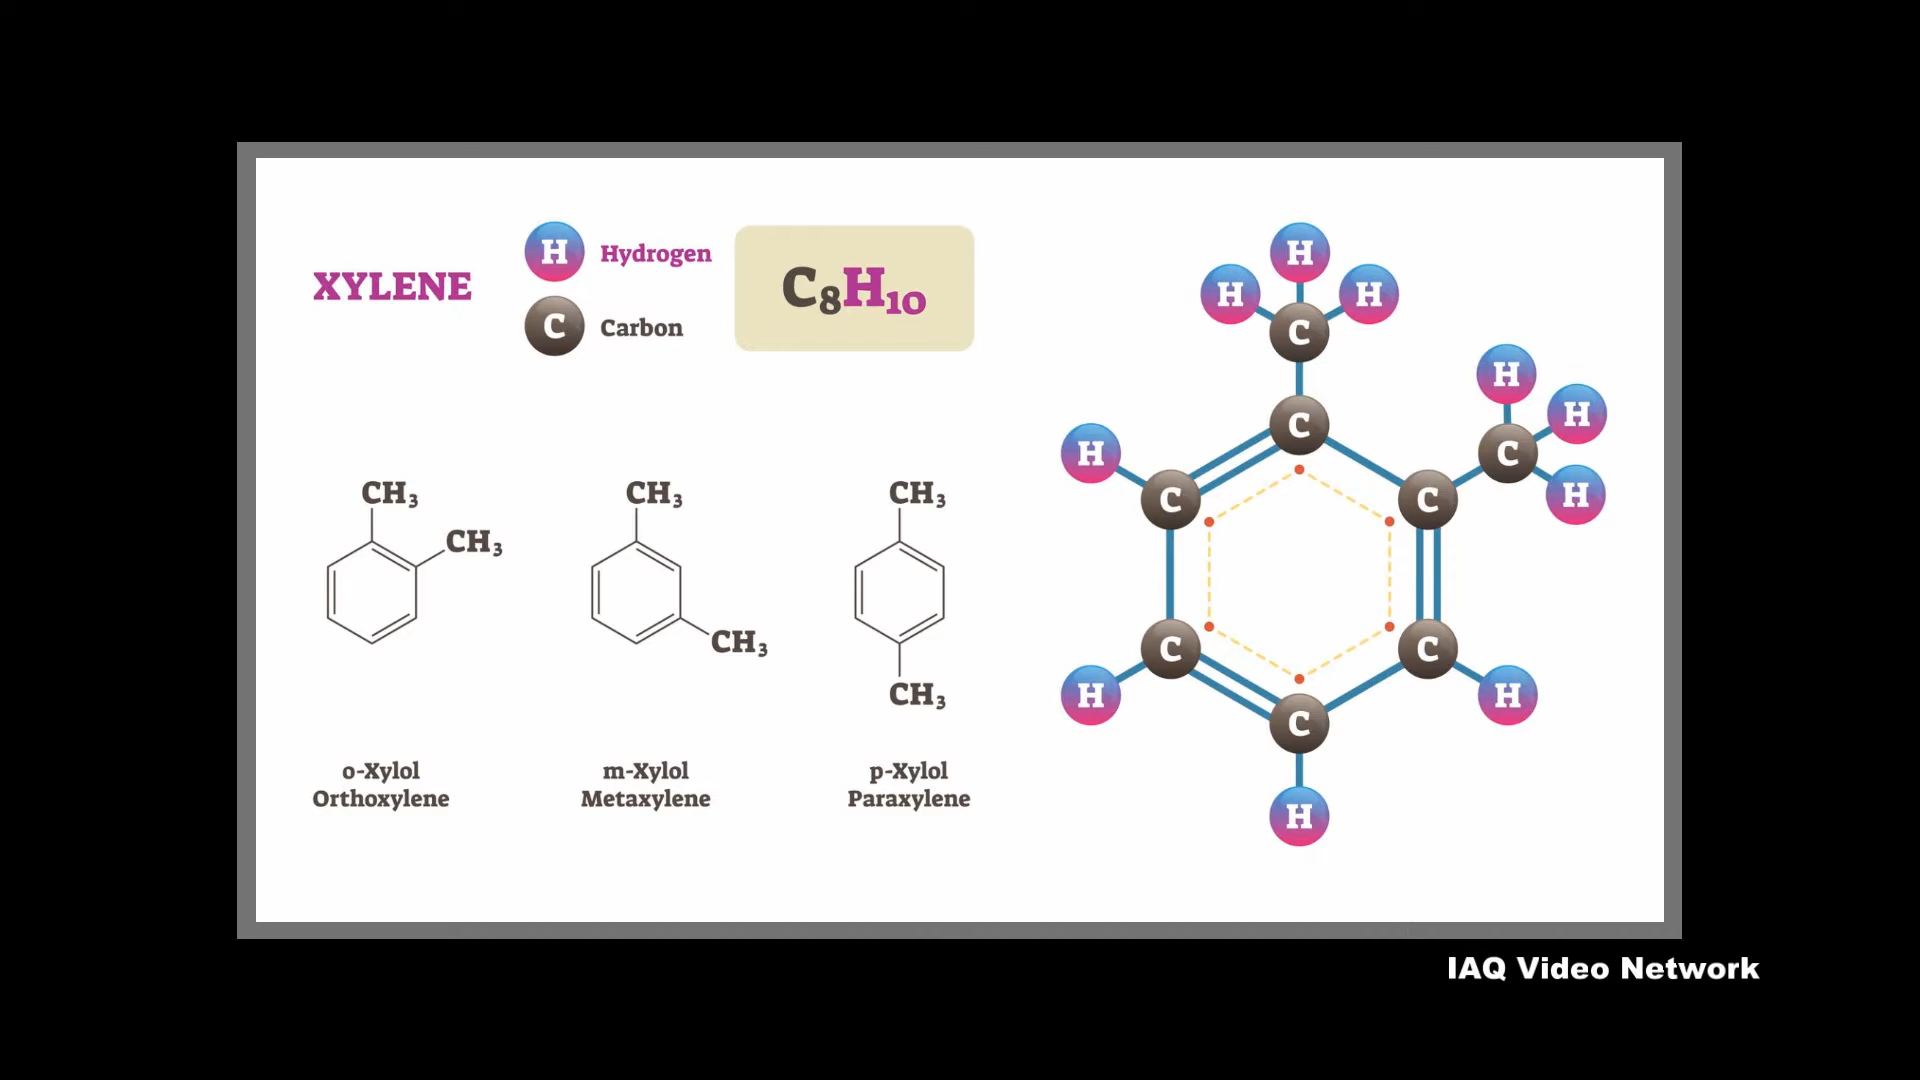 XYLENE
H Hydrogen
C Carbon
C₈H₁₀
CH₃
CH₃
o-Xylol
Orthoxylene
CH₃
CH₃
m-Xylol
Metaxylene
CH₃
CH₃
p-Xylol
Paraxylene
H
H H
C
H
H
C C
H
H
C C
H
C C
H H
C
H
IAQ Video Network